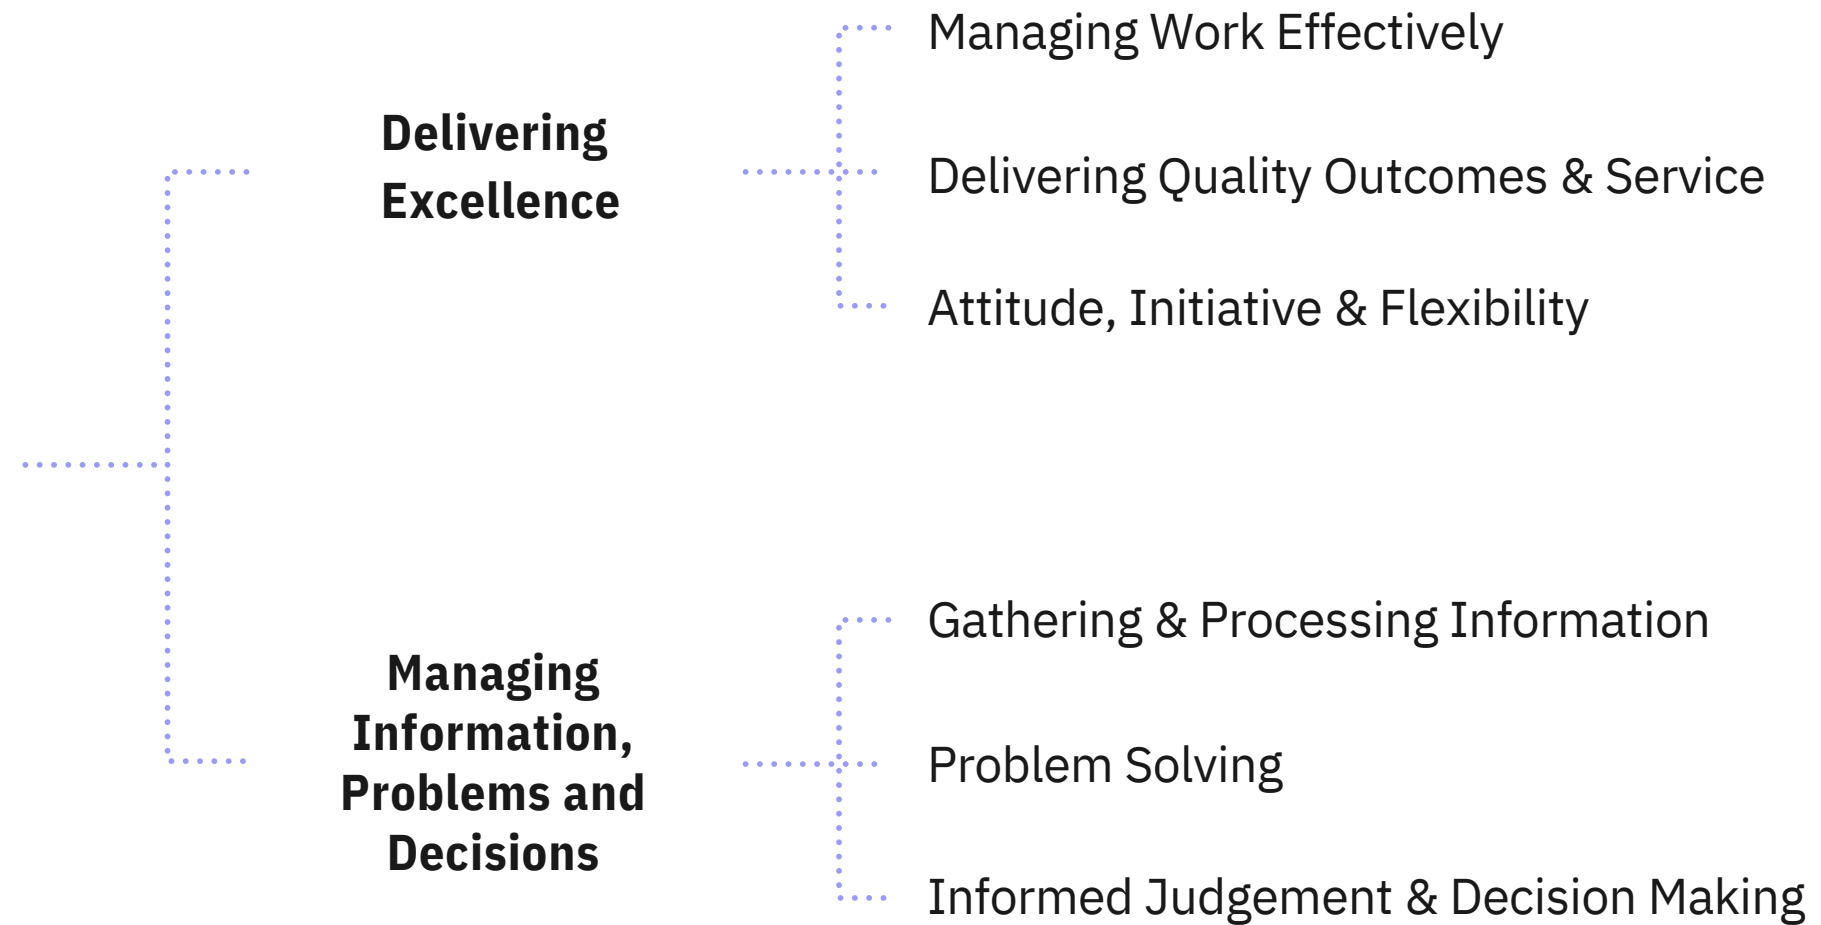 Managing Work Effectively
Delivering
Excellence
Delivering Quality Outcomes & Service
Attitude, Initiative & Flexibility
Gathering & Processing Information
Managing
Information,
Problems and
Decisions
Problem Solving
Informed Judgement & Decision Making